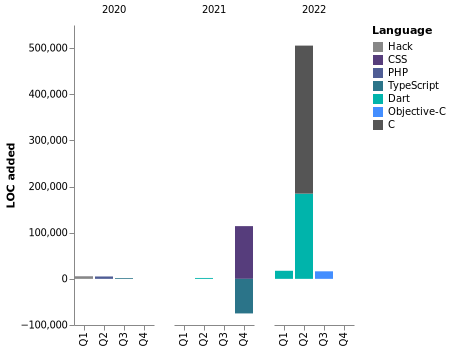 2020 2021 2022
Language
Hack
CSS
PHP
TypeScript
Dart
Objective-C
C
LOC added
500,000
400,000
300,000
200,000
100,000
0
−100,000
Q1 Q2 Q3 Q4 Q1 Q2 Q3 Q4 Q1 Q2 Q3 Q4